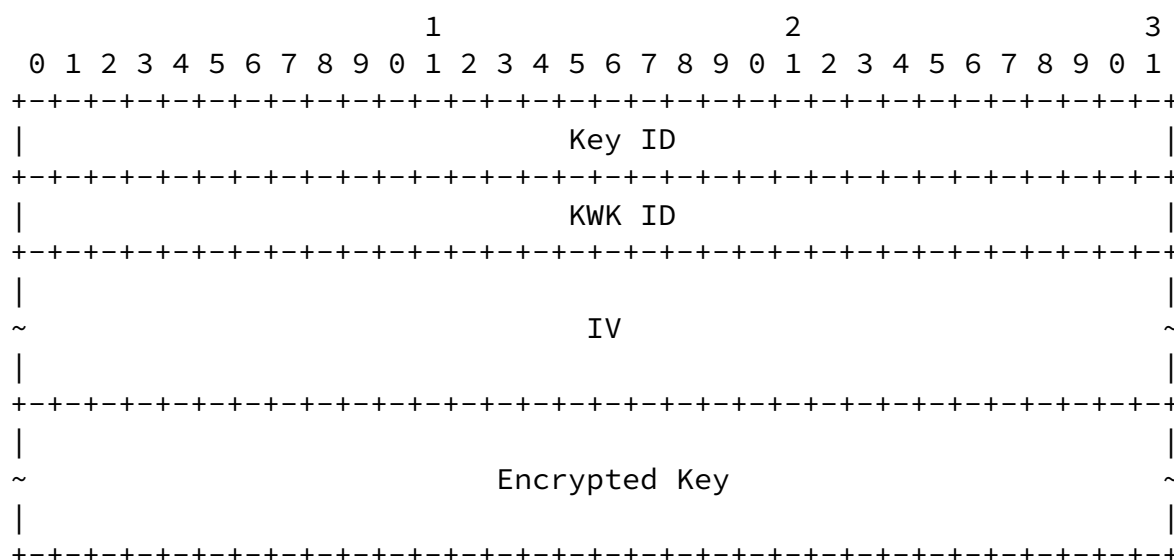 1                   2                   3
 0 1 2 3 4 5 6 7 8 9 0 1 2 3 4 5 6 7 8 9 0 1 2 3 4 5 6 7 8 9 0 1
+-+-+-+-+-+-+-+-+-+-+-+-+-+-+-+-+-+-+-+-+-+-+-+-+-+-+-+-+-+-+-+-+
|                              Key ID                           |
+-+-+-+-+-+-+-+-+-+-+-+-+-+-+-+-+-+-+-+-+-+-+-+-+-+-+-+-+-+-+-+-+
|                              KWK ID                           |
+-+-+-+-+-+-+-+-+-+-+-+-+-+-+-+-+-+-+-+-+-+-+-+-+-+-+-+-+-+-+-+-+
|                                                               |
~                               IV                              ~
|                                                               |
+-+-+-+-+-+-+-+-+-+-+-+-+-+-+-+-+-+-+-+-+-+-+-+-+-+-+-+-+-+-+-+-+
|                                                               |
~                          Encrypted Key                        ~
|                                                               |
+-+-+-+-+-+-+-+-+-+-+-+-+-+-+-+-+-+-+-+-+-+-+-+-+-+-+-+-+-+-+-+-+